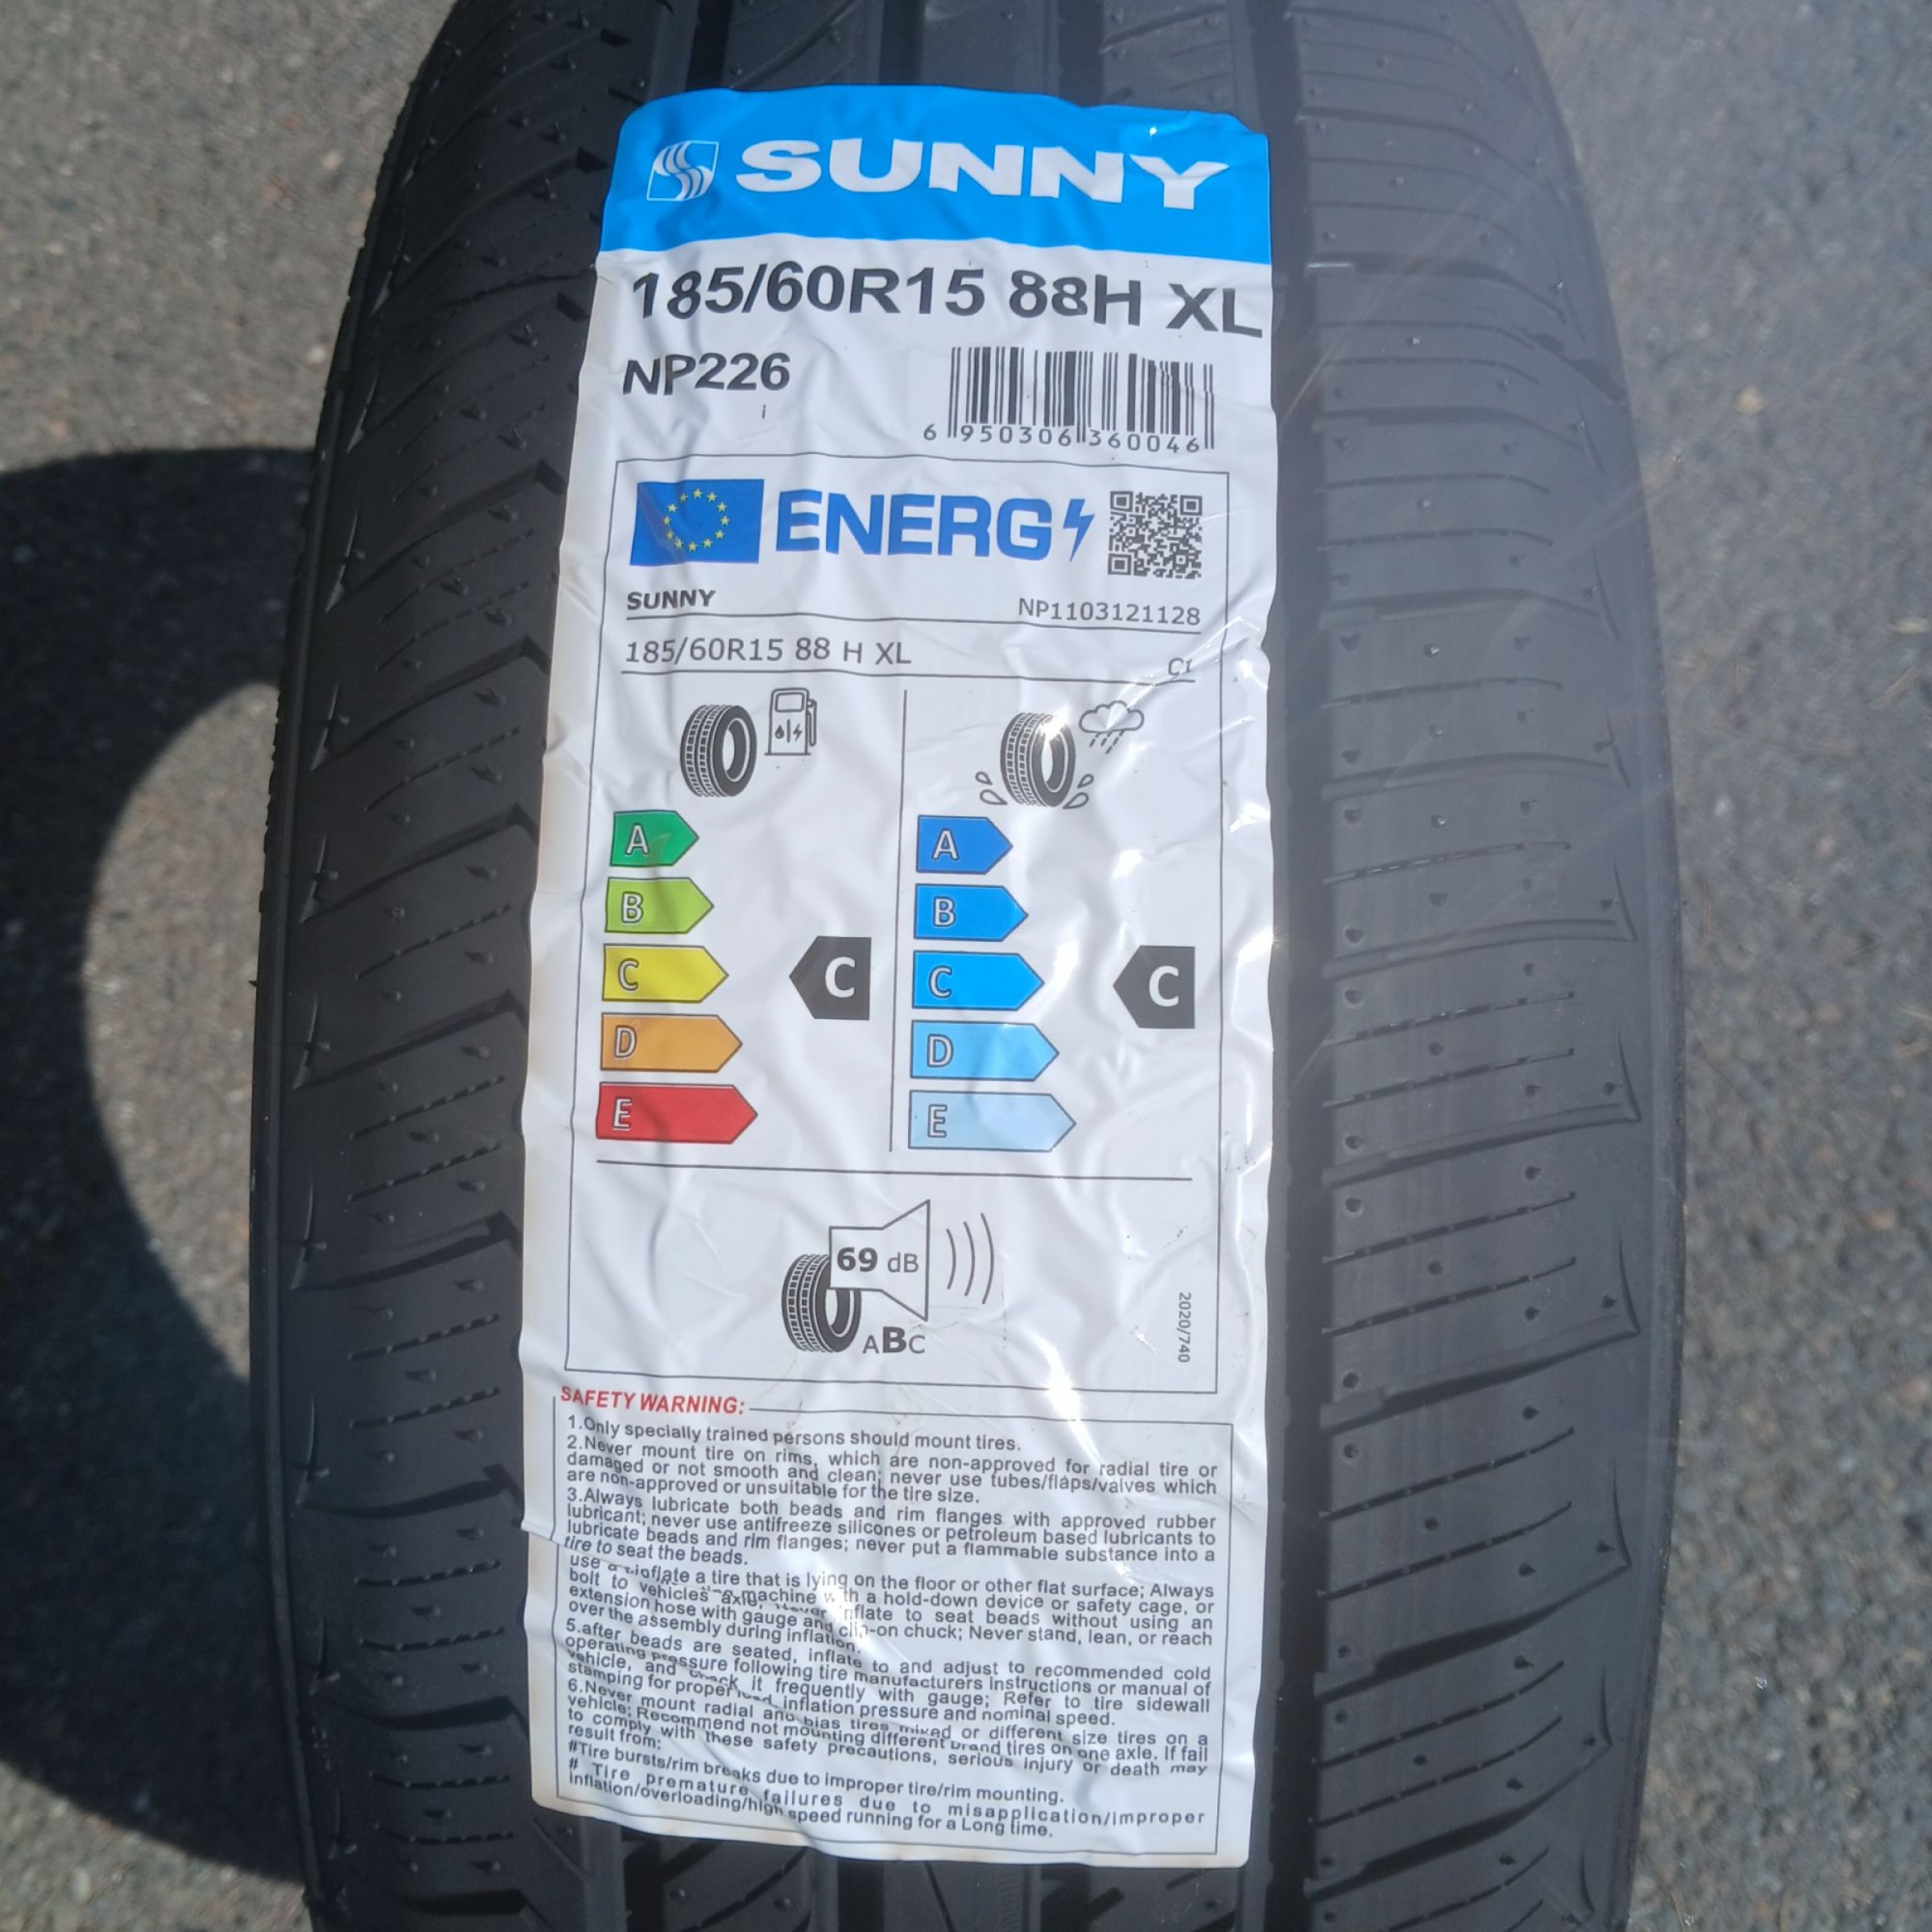 SUNNY
185/60R15 88H XL
NP226
6 950306 360046
ENERG
SUNNY
NP1103121128
185/60R15 88 H XL
C1
A
B
C
D
E
C
A
B
C
D
E
C
69 dB
ABC
2020/740
SAFETY WARNING:
1.Only specially trained persons should mount tires.
2.Never mount tire on rims, which are non-approved for radial tire or
damaged or not smooth and clean; never use tubes/flaps/valves which
are non-approved or unsuitable for the tire size.
3.Always lubricate both beads and rim flanges with approved rubber
lubricant; never use antifreeze silicones or petroleum based lubricants to
lubricate beads and rim flanges; never put a flammable substance into a
tire to seat the beads.
a tire that is lying on the floor or other flat surface; Always
use a machine with a hold-down device or safety cage, or
bolt to vehicles axle, inflate to seat beads without using an
extension hose with gauge and clip-on chuck; Never stand, lean, or reach
over the assembly during inflation.
5.after beads are seated, inflate to and adjust to recommended cold
operating pressure following tire manufacturers instructions or manual of
vehicle, and check it frequently with gauge; Refer to tire sidewall
stamping for proper load inflation pressure and nominal speed.
6.Never mount radial and bias tires mixed or different size tires on a
vehicle; Recommend not mounting different brand tires on one axle. If fail
to comply with these safety precautions, serious injury or death may
result from:
#Tire bursts/rim breaks due to improper tire/rim mounting.
# Tire premature failures due to misapplication/improper
inflation/overloading/high speed running for a Long time.